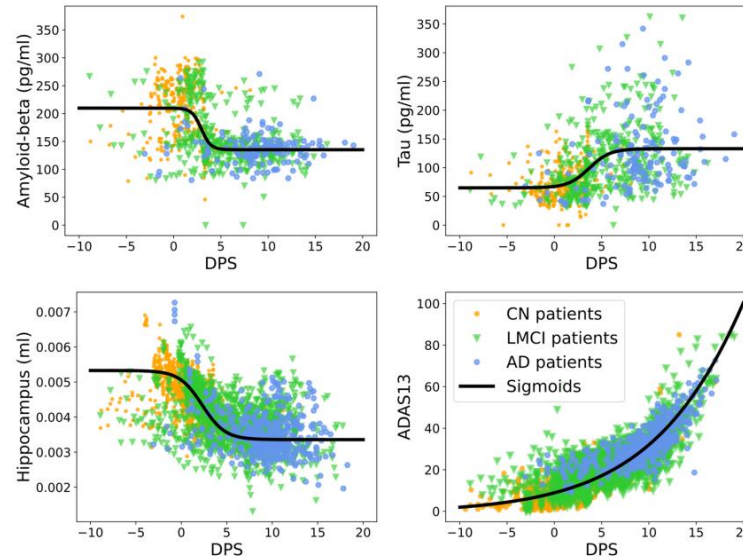 Amyloid-beta (pg/ml)
350
300
250
200
150
100
50
0
−10 −5 0 5 10 15 20
DPS
Tau (pg/ml)
350
300
250
200
150
100
50
0
−10 −5 0 5 10 15 20
DPS
Hippocampus (ml)
0.007
0.006
0.005
0.004
0.003
0.002
−10 −5 0 5 10 15 20
DPS
ADAS13
100
80
60
40
20
0
CN patients
LMCI patients
AD patients
Sigmoids
−10 −5 0 5 10 15 20
DPS